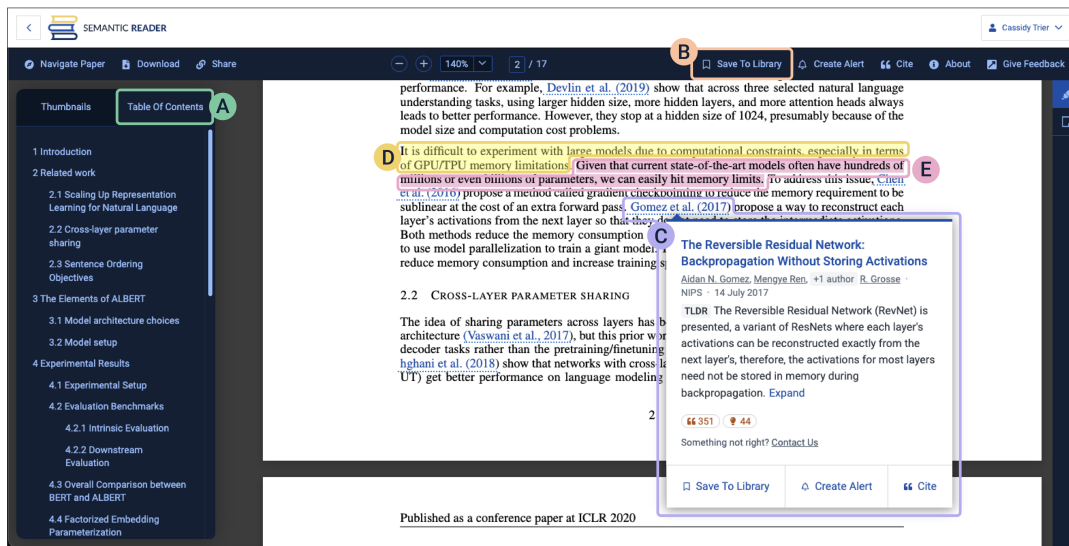 SEMANTIC READER
Cassidy Trier
B
Navigate Paper
Download
Share
140%
2 / 17
Save To Library
Create Alert
Cite
About
Give Feedback
Thumbnails
Table Of Contents
A
1 Introduction
2 Related work
2.1 Scaling Up Representation
Learning for Natural Language
2.2 Cross-layer parameter
sharing
2.3 Sentence Ordering
Objectives
3 The Elements of ALBERT
3.1 Model architecture choices
3.2 Model setup
4 Experimental Results
4.1 Experimental Setup
4.2 Evaluation Benchmarks
4.2.1 Intrinsic Evaluation
4.2.2 Downstream
Evaluation
4.3 Overall Comparison between
BERT and ALBERT
4.4 Factorized Embedding
Parameterization
performance. For example, Devlin et al. (2019) show that across three selected natural language
understanding tasks, using larger hidden size, more hidden layers, and more attention heads always
leads to better performance. However, they stop at a hidden size of 1024, presumably because of the
model size and computation cost problems.
D
It is difficult to experiment with large models due to computational constraints, especially in terms
of GPU/TPU memory limitations. Given that current state-of-the-art models often have hundreds of
E
millions or even billions of parameters, we can easily hit memory limits. To address this issue, Chen
et al. (2016) propose a method called gradient checkpointing to reduce the memory requirement to be
sublinear at the cost of an extra forward pass. Gomez et al. (2017) propose a way to reconstruct each
layer's activations from the next layer so that they do not need to store the intermediate activations.
Both methods reduce the memory consumption
to use model parallelization to train a giant model.
reduce memory consumption and increase training
2.2 CROSS-LAYER PARAMETER SHARING
The idea of sharing parameters across layers has
architecture (Vaswani et al., 2017), but this prior
decoder tasks rather than the pretraining/finetuning
hghani et al. (2018) show that networks with
UT) get better performance on language modeling
2
C
The Reversible Residual Network:
Backpropagation Without Storing Activations
Aidan N. Gomez, Mengye Ren, +1 author R. Grosse ·
NIPS · 14 July 2017
TLDR The Reversible Residual Network (RevNet) is
presented, a variant of ResNets where each layer's
activations can be reconstructed exactly from the
next layer's, therefore, the activations for most layers
need not be stored in memory during
backpropagation. Expand
351
44
Something not right? Contact Us
Save To Library
Create Alert
Cite
Published as a conference paper at ICLR 2020